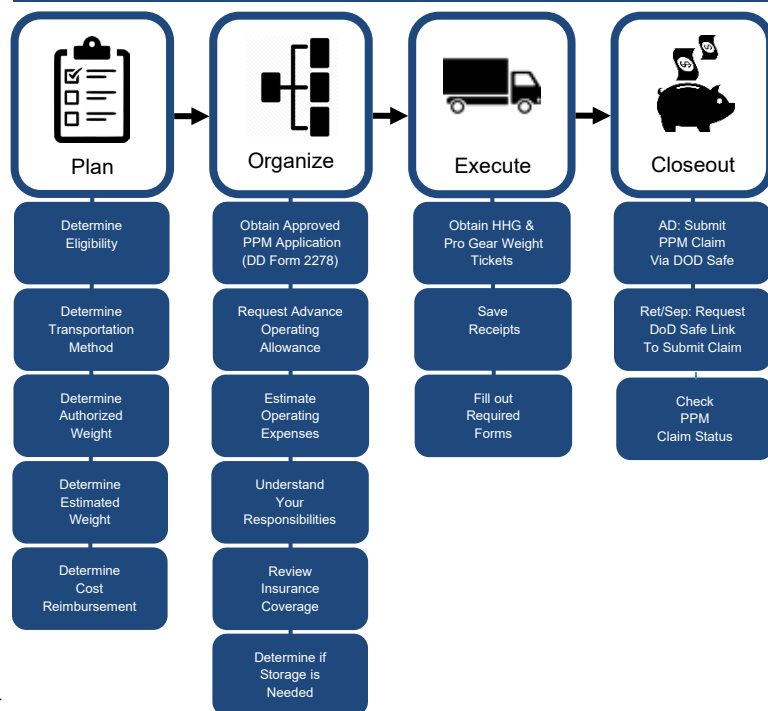 Plan
Determine
Eligibility
Determine
Transportation
Method
Determine
Authorized
Weight
Determine
Estimated
Weight
Determine
Cost
Reimbursement
Organize
Obtain Approved
PPM Application
(DD Form 2278)
Request Advance
Operating
Allowance
Estimate
Operating
Expenses
Understand
Your
Responsibilities
Review
Insurance
Coverage
Determine if
Storage is
Needed
Execute
Obtain HHG &
Pro Gear Weight
Tickets
Save
Receipts
Fill out
Required
Forms
$
$
Closeout
AD: Submit
PPM Claim
Via DOD Safe
Ret/Sep: Request
DoD Safe Link
To Submit Claim
Check
PPM
Claim Status